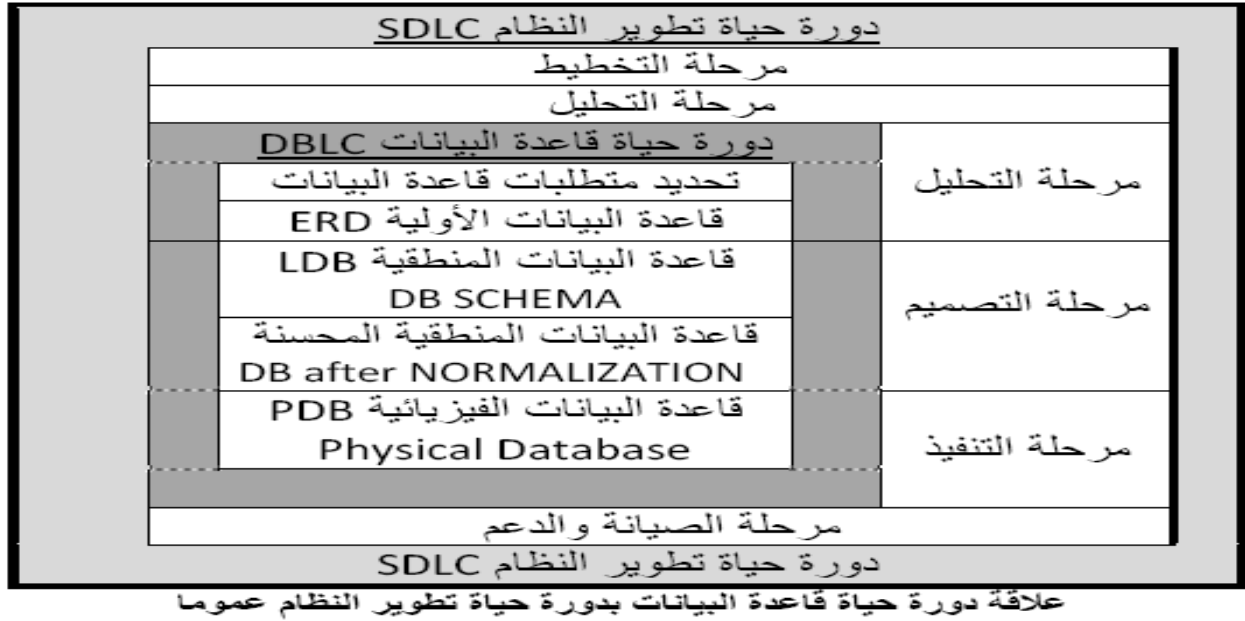 دورة حياة تطوير النظام SDLC
مرحلة التخطيط
مرحلة التحليل
دورة حياة قاعدة البيانات DBLC
مرحلة التحليل
تحديد متطلبات قاعدة البيانات
قاعدة البيانات الأولية ERD
مرحلة التصميم
قاعدة البيانات المنطقية LDB
DB SCHEMA
قاعدة البيانات المنطقية المحسنة
DB after NORMALIZATION
مرحلة التنفيذ
قاعدة البيانات الفيزيائية PDB
Physical Database
مرحلة الصيانة والدعم
دورة حياة تطوير النظام SDLC
علاقة دورة حياة قاعدة البيانات بدورة حياة تطوير النظام عموما